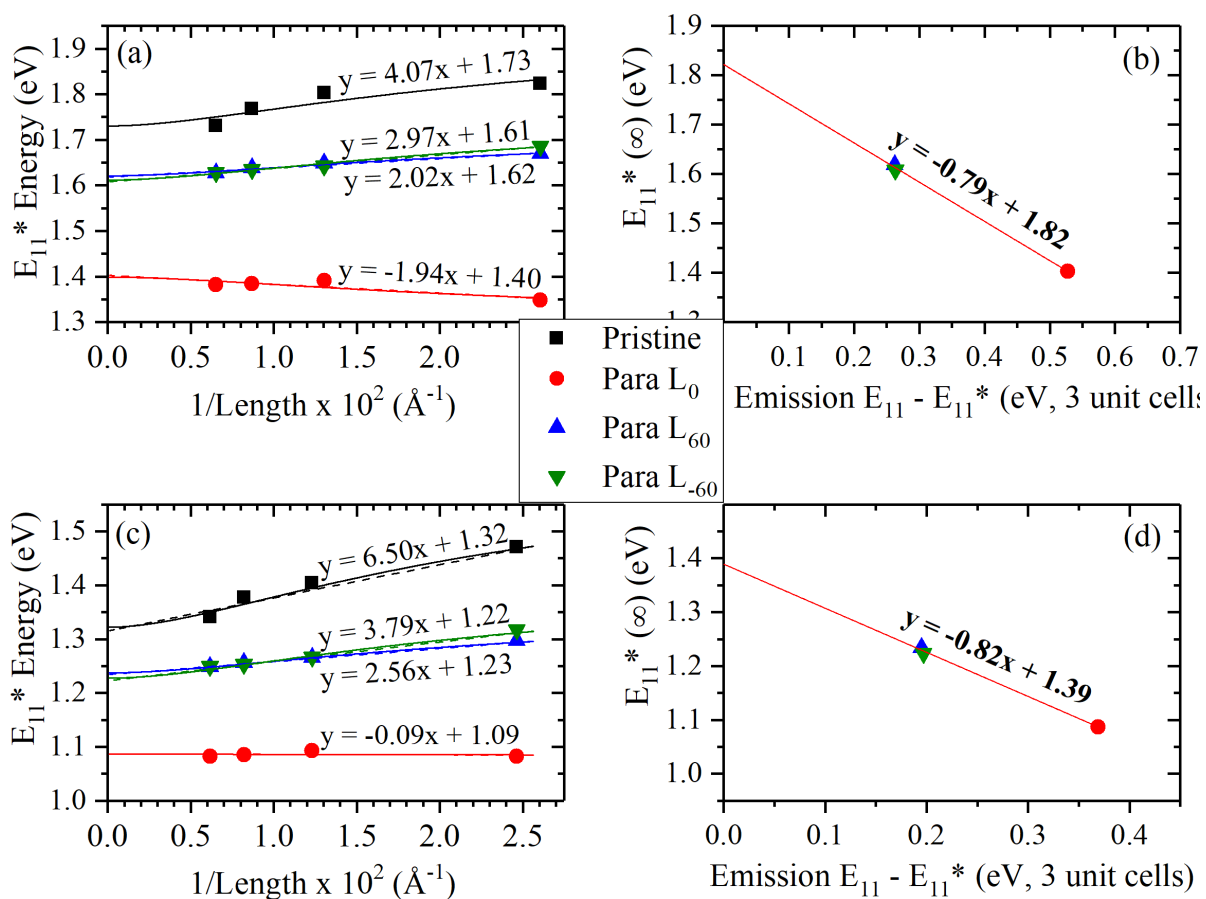 (a)
E11* Energy (eV)
1.9
1.8
1.7
1.6
1.5
1.4
1.3
y = 4.07x + 1.73
y = 2.97x + 1.61
y = 2.02x + 1.62
y = -1.94x + 1.40
0.0 0.5 1.0 1.5 2.0
1/Length x 10² (Å⁻¹)
(b)
E11* (∞) (eV)
1.9
1.8
1.7
1.6
1.5
1.4
1.3
y = -0.79x + 1.82
0.1 0.2 0.3 0.4 0.5 0.6 0.7
Emission E11 - E11* (eV, 3 unit cells
Pristine
Para L0
Para L60
Para L-60
(c)
E11* Energy (eV)
1.5
1.4
1.3
1.2
1.1
1.0
y = 6.50x + 1.32
y = 3.79x + 1.22
y = 2.56x + 1.23
y = -0.09x + 1.09
0.0 0.5 1.0 1.5 2.0 2.5
1/Length x 10² (Å⁻¹)
(d)
E11* (∞) (eV)
1.4
1.3
1.2
1.1
1.0
y = -0.82x + 1.39
0.0 0.1 0.2 0.3 0.4
Emission E11 - E11* (eV, 3 unit cells)